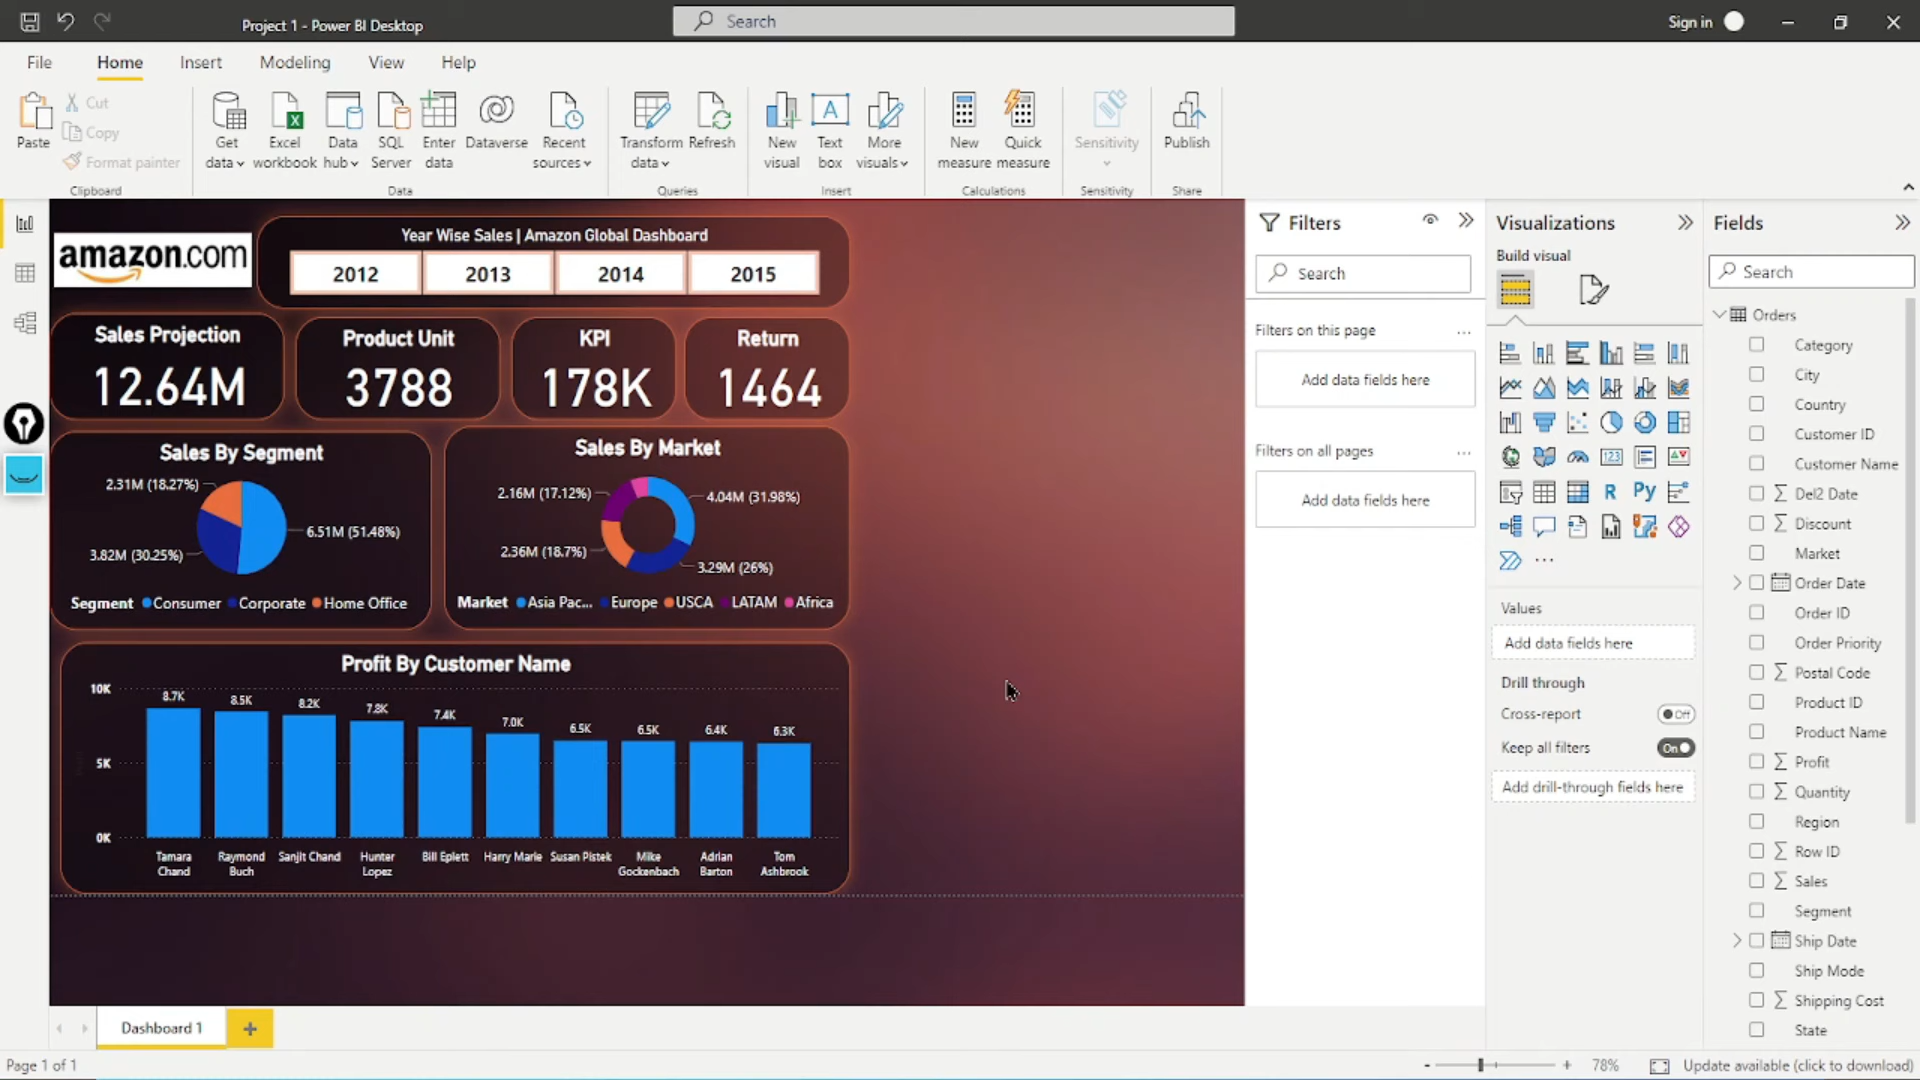 Project 1 - Power BI Desktop
Search
Sign in
File
Home
Insert
Modeling
View
Help
Paste
Cut
Copy
Format painter
Clipboard
Get data
Excel workbook
Data hub
SQL Server
Enter data
Dataverse
Recent sources
Data
Transform data
Refresh
Queries
New visual
Text box
More visuals
Insert
New measure
Quick measure
Calculations
Sensitivity
Sensitivity
Publish
Share
amazon.com
Year Wise Sales | Amazon Global Dashboard
2012
2013
2014
2015
Sales Projection
12.64M
Product Unit
3788
KPI
178K
Return
1464
Sales By Segment
2.31M (18.27%)
6.51M (51.48%)
3.82M (30.25%)
Segment Consumer Corporate Home Office
Sales By Market
2.16M (17.12%)
4.04M (31.98%)
2.36M (18.7%)
3.29M (26%)
Market Asia Pac... Europe USCA LATAM Africa
Profit By Customer Name
10K
5K
0K
8.7K
8.5K
8.2K
7.8K
7.4K
7.0K
6.5K
6.5K
6.4K
6.3K
Tamara Chand
Raymond Buch
Sanjit Chand
Hunter Lopez
Bill Eplett
Harry Marie
Susan Pistek
Mike Gockenbach
Adrian Barton
Tom Ashbrook
Filters
Search
Filters on this page
...
Add data fields here
Filters on all pages
...
Add data fields here
Visualizations
Build visual
123
R
Py
...
Values
Add data fields here
Drill through
Cross-report
Off
Keep all filters
On
Add drill-through fields here
Fields
Search
Orders
Category
City
Country
Customer ID
Customer Name
∑ Del2 Date
∑ Discount
Market
Order Date
Order ID
Order Priority
∑ Postal Code
Product ID
Product Name
∑ Profit
∑ Quantity
Region
∑ Row ID
∑ Sales
Segment
Ship Date
Ship Mode
∑ Shipping Cost
State
Dashboard 1
+
Page 1 of 1
- + 78%
Update available (click to download)